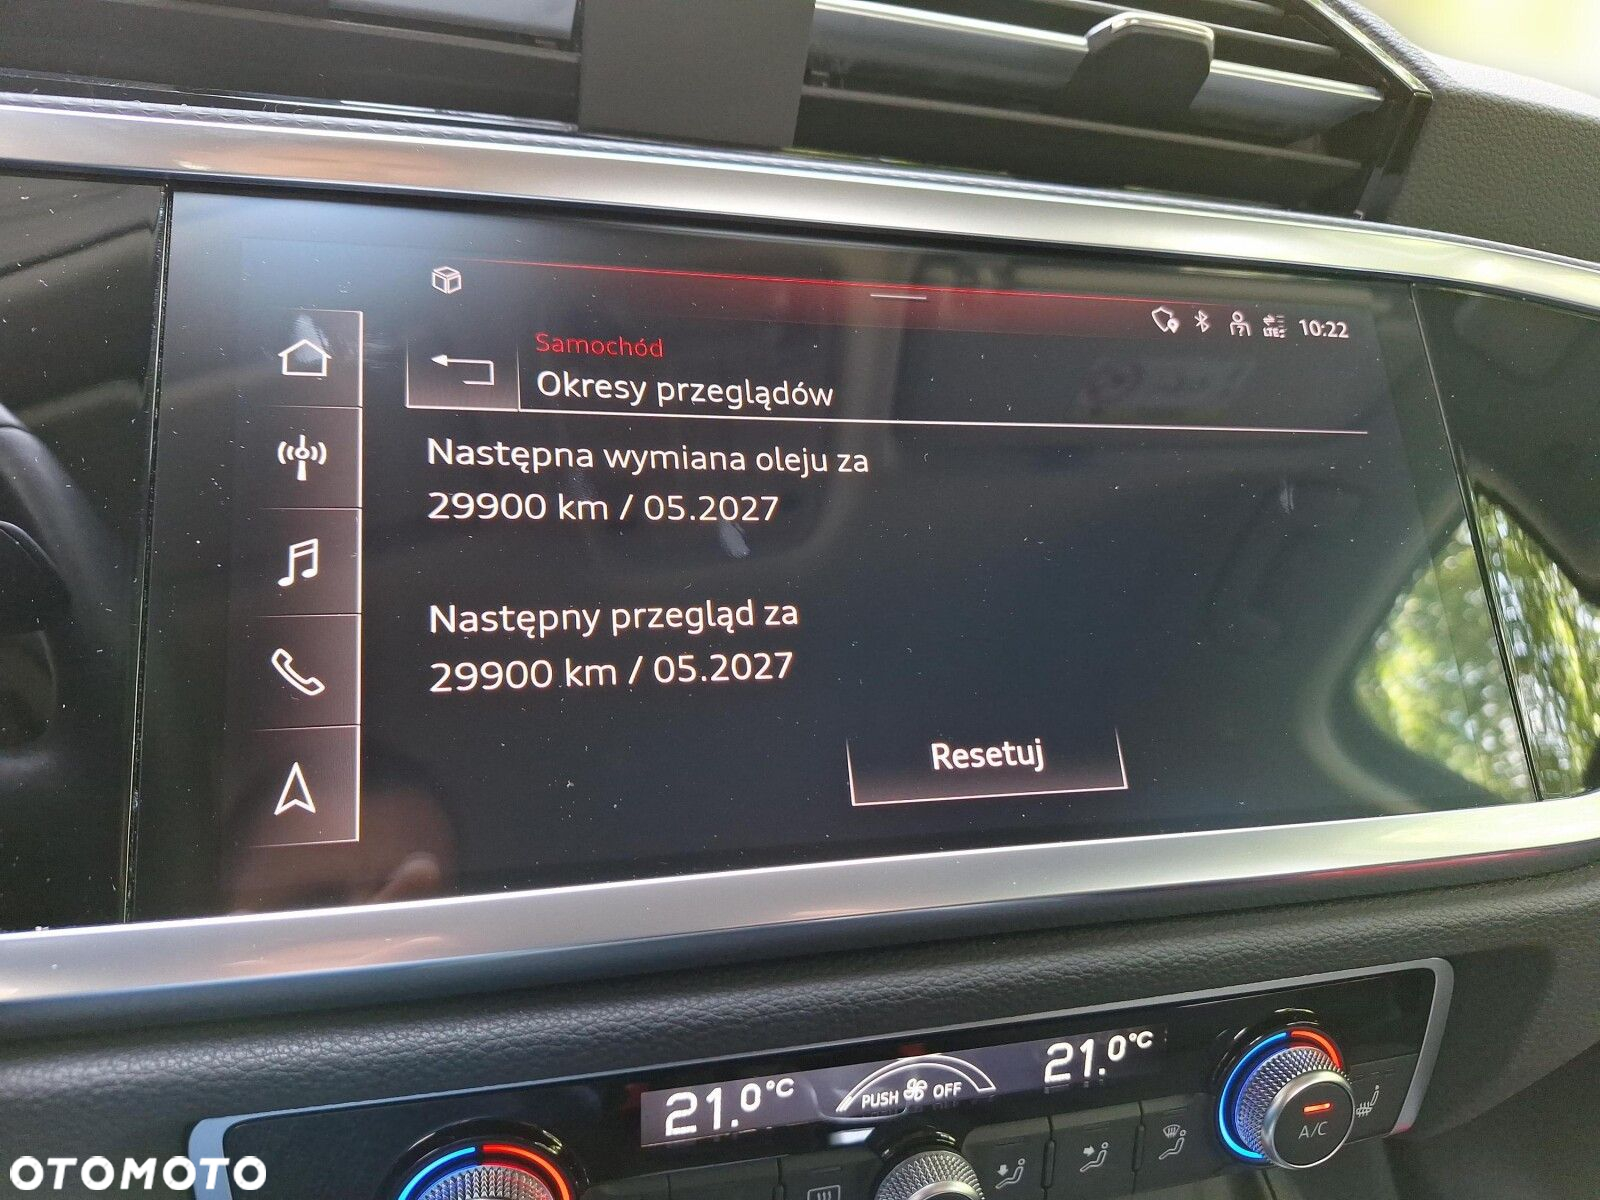 LTE
10:22
Samochód
Okresy przeglądów
Następna wymiana oleju za
29900 km / 05.2027
Następny przegląd za
29900 km / 05.2027
Resetuj
21.0°C
PUSH OFF
21.0°C
A/C
OTOMOTO